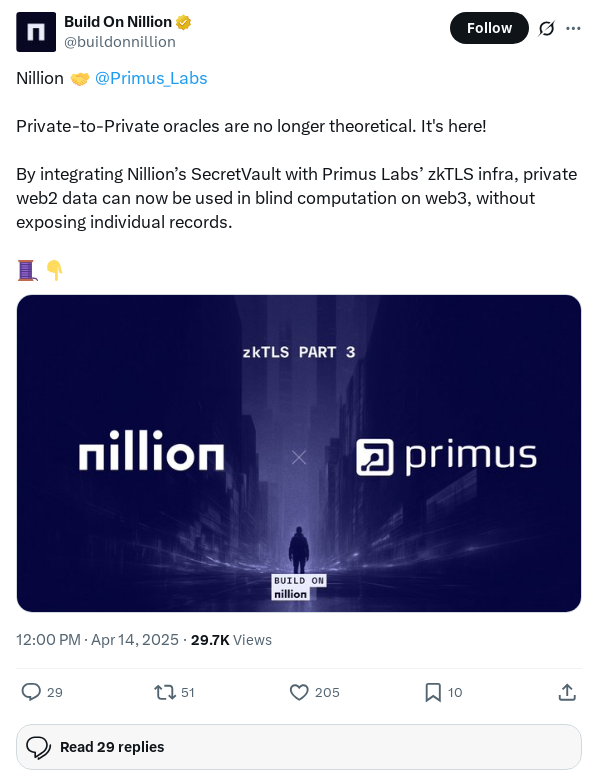 Build On Nillion
@buildonnillion
Follow
Nillion 🤝 @Primus_Labs
Private-to-Private oracles are no longer theoretical. It's here!
By integrating Nillion’s SecretVault with Primus Labs’ zkTLS infra, private
web2 data can now be used in blind computation on web3, without
exposing individual records.
🧵 👇
zkTLS PART 3
nillion × primus
BUILD ON
nillion
12:00 PM · Apr 14, 2025 · 29.7K Views
29 51 205 10
Read 29 replies